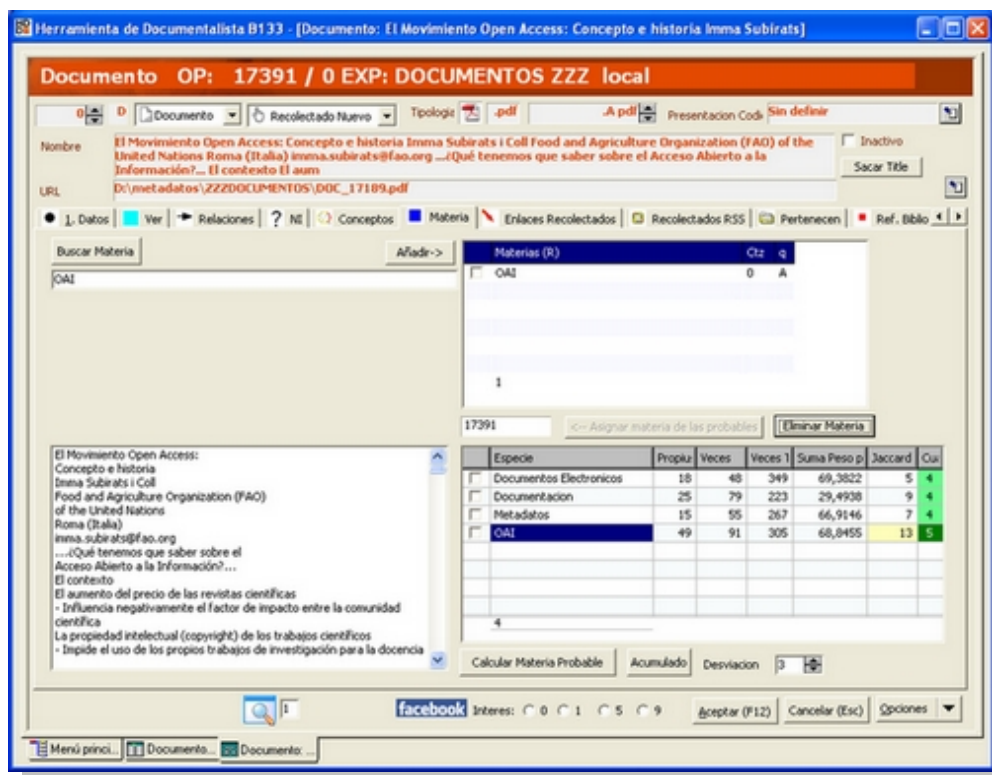 Herramienta de Documentalista B133 - [Documento: El Movimiento Open Access: Concepto e historia Imma Subirats]
Documento OP: 17391 / 0 EXP: DOCUMENTOS ZZZ local
0 D Documento Recolectado Nuevo Tipologia .pdf .A pdf Presentacion Codi Sin definir
Nombre
El Movimiento Open Access: Concepto e historia Imma Subirats i Coll Food and Agriculture Organization (FAO) of the
United Nations Roma (Italia) imma.subirats@fao.org ...¿Qué tenemos que saber sobre el Acceso Abierto a la
Información?... El contexto El aum
Inactivo
Sacar Title
URL D:\metadatos\ZZZDOCUMENTOS\DOC_17189.pdf
1. Datos Ver Relaciones ? NI Conceptos Materia Enlaces Recolectados Recolectados RSS Pertenecen Ref. Biblio
Buscar Materia Añadir->
OAI
Materias (R) Ctz q
OAI 0 A
1
17391 <-- Asignar materia de las probables Eliminar Materia
El Movimiento Open Access:
Concepto e historia
Imma Subirats i Coll
Food and Agriculture Organization (FAO)
of the United Nations
Roma (Italia)
imma.subirats@fao.org
....¿Qué tenemos que saber sobre el
Acceso Abierto a la Información?...
El contexto
El aumento del precio de las revistas científicas
- Influencia negativamente el factor de impacto entre la comunidad
científica
La propiedad intelectual (copyright) de los trabajos científicos
- Impide el uso de los propios trabajos de investigación para la docencia
Especie Propiu Veces Veces T Suma Peso p Jaccard Cui
Documentos Electronicos 18 48 349 69,3822 5 4
Documentacion 25 79 223 29,4938 9 4
Metadatos 15 55 267 66,9146 7 4
OAI 49 91 305 68,8455 13 5
4
Calcular Materia Probable Acumulado Desviacion 3
1 facebook Interes: 0 1 5 9 Aceptar (F12) Cancelar (Esc) Opciones
Menú princi... Documento... Documento: ...